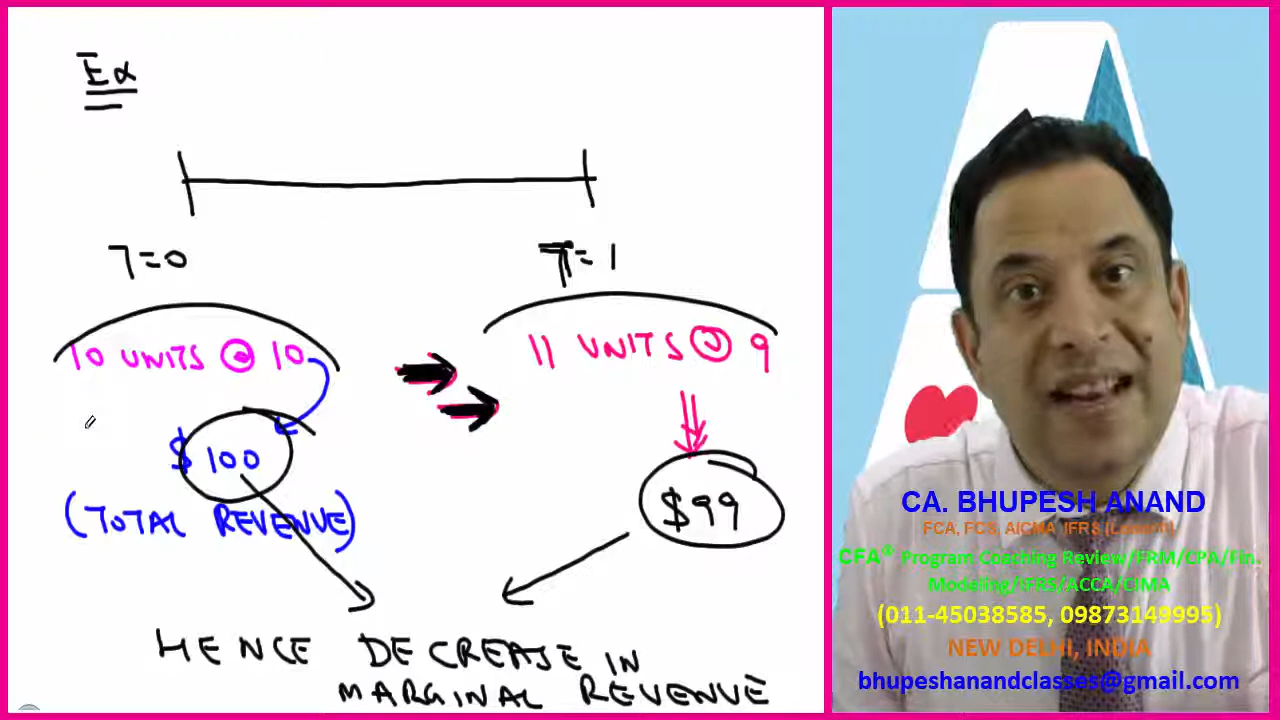 Ex
T=0
T=1
10 UNITS @ 10
11 UNITS @ 9
$100
(TOTAL REVENUE)
$99
HENCE DECREASE IN
MARGINAL REVENUE
CA. BHUPESH ANAND
FCA, FCS, AICMA IFRS
CFA® Program Coaching Review/FRM/CPA/Fin.
Modeling/IFRS/ACCA/CIMA
(011-45038585, 09873149995)
NEW DELHI, INDIA
bhupeshanandclasses@gmail.com